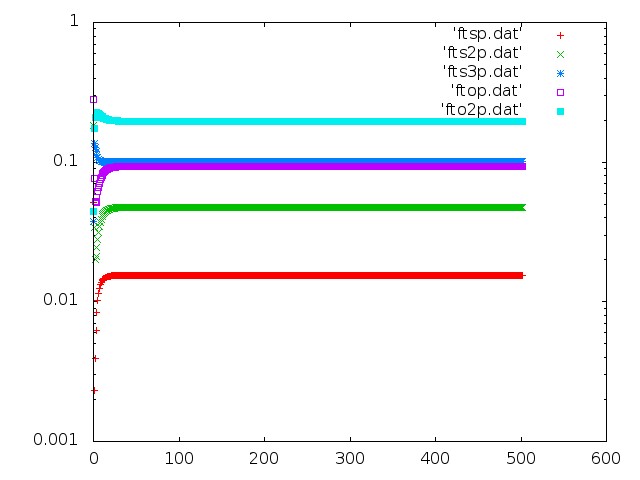 1
'ftsp.dat'
'fts2p.dat'
'fts3p.dat'
'ftop.dat'
'fto2p.dat'
0.1
0.01
0.001
0 100 200 300 400 500 600